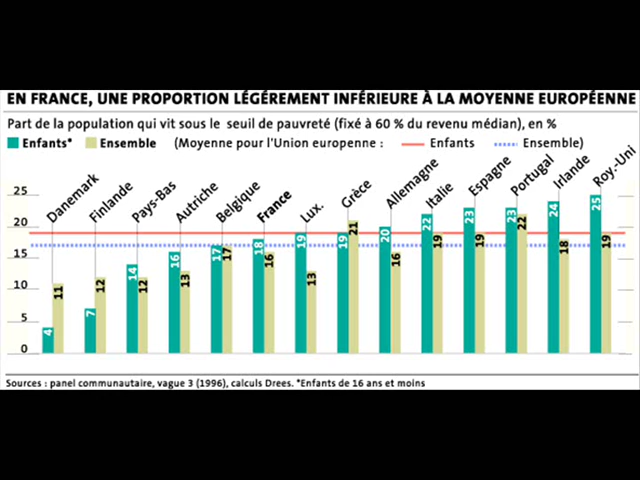 EN FRANCE, UNE PROPORTION LÉGÉREMENT INFÉRIEURE À LA MOYENNE EUROPÉENNE
Part de la population qui vit sous le seuil de pauvreté (fixé à 60 % du revenu médian), en %
Enfants* Ensemble (Moyenne pour l'Union europenne : Enfants Ensemble)
Danemark Finlande Pays-Bas Autriche Belgique France Lux. Grèce Allemagne Italie Espagne Portugal Irlande Roy.-Uni
25
20
15
10
5
0
4 11 7 12 14 12 16 13 17 17 18 16 19 13 19 21 20 16 22 19 23 19 23 22 24 18 25 19
Sources : panel communautaire, vague 3 (1996), calculs Drees. *Enfants de 16 ans et moins